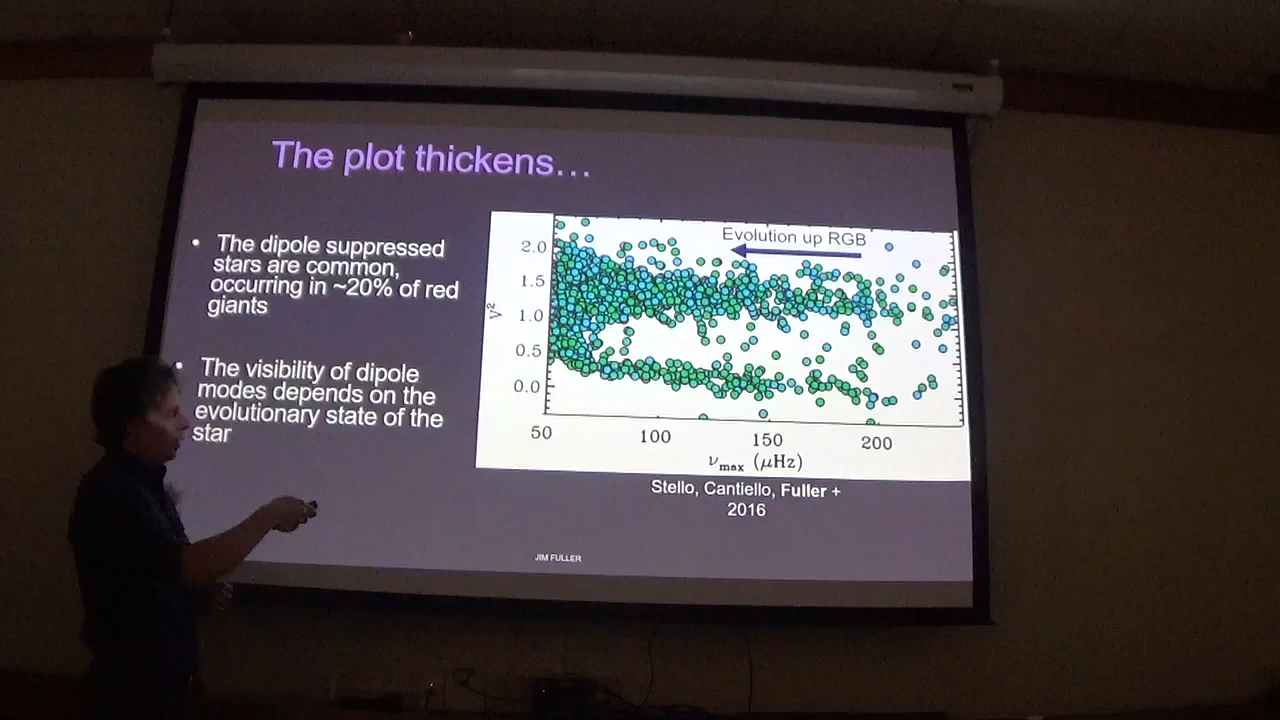 The plot thickens…
• The dipole suppressed
stars are common,
occurring in ~20% of red
giants
• The visibility of dipole
modes depends on the
evolutionary state of the
star
Evolution up RGB
V²
2.0
1.5
1.0
0.5
0.0
50 100 150 200
νmax (μHz)
Stello, Cantiello, Fuller +
2016
JIM FULLER